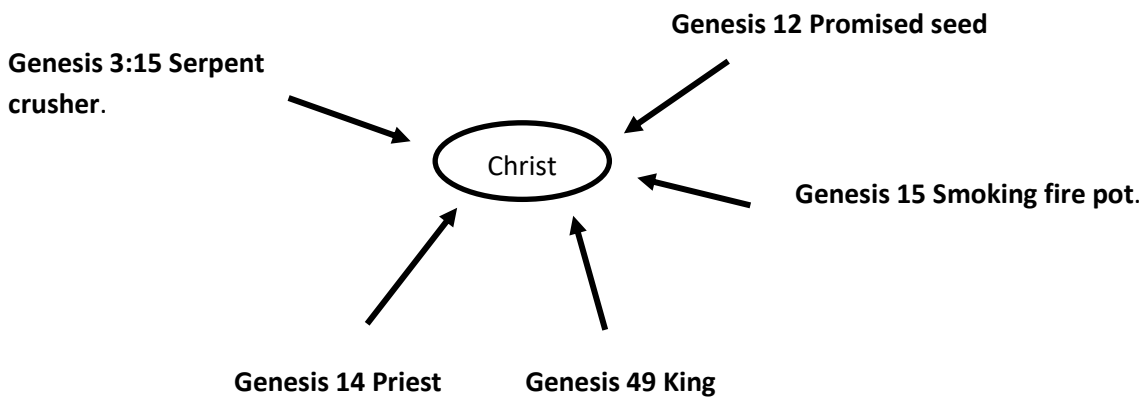 Genesis 12 Promised seed
Genesis 3:15 Serpent
crusher.
Christ
Genesis 15 Smoking fire pot.
Genesis 14 Priest
Genesis 49 King